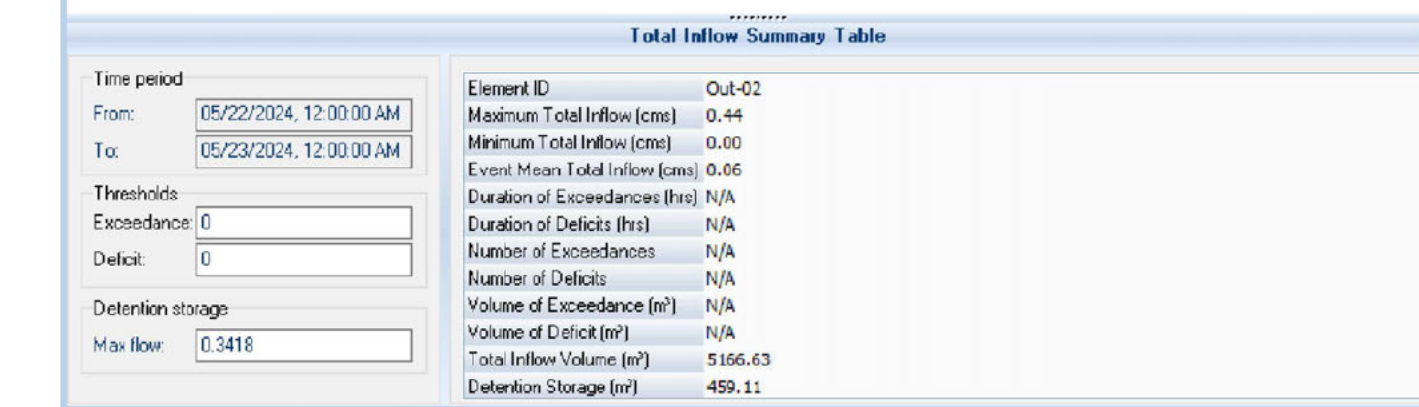 Total Inflow Summary Table
Time period
From: 05/22/2024, 12:00:00 AM
To: 05/23/2024, 12:00:00 AM
Thresholds
Exceedance: 0
Deficit: 0
Detention storage
Max flow: 0.3418
Element ID Out-02
Maximum Total Inflow (cms) 0.44
Minimum Total Inflow (cms) 0.00
Event Mean Total Inflow (cms) 0.06
Duration of Exceedances (hrs) N/A
Duration of Deficits (hrs) N/A
Number of Exceedances N/A
Number of Deficits N/A
Volume of Exceedance (m³) N/A
Volume of Deficit (m³) N/A
Total Inflow Volume (m³) 5166.63
Detention Storage (m³) 459.11